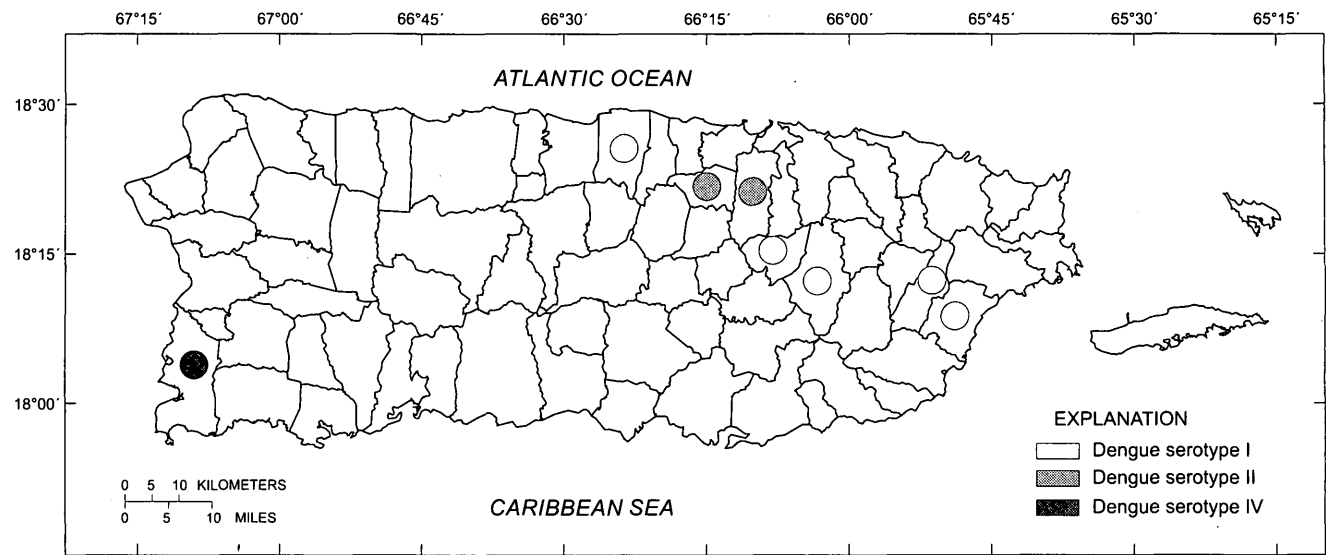 67°15´ 67°00´ 66°45´ 66°30´ 66°15´ 66°00´ 65°45´ 65°30´ 65°15´
ATLANTIC OCEAN
18°30´
18°15´
18°00´
EXPLANATION
Dengue serotype I
Dengue serotype II
Dengue serotype IV
0 5 10 KILOMETERS
0 5 10 MILES
CARIBBEAN SEA